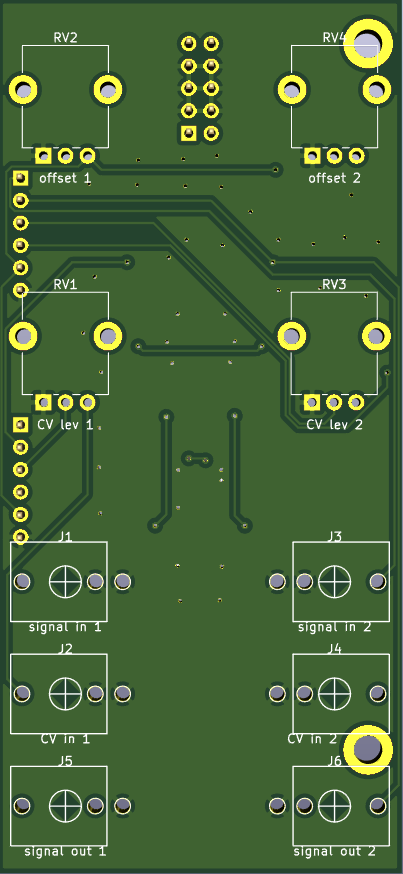 RV2
RV4
offset 1
offset 2
RV1
RV3
CV lev 1
CV lev 2
J1
J3
signal in 1
signal in 2
J2
J4
CV in 1
CV in 2
J5
J6
signal out 1
signal out 2